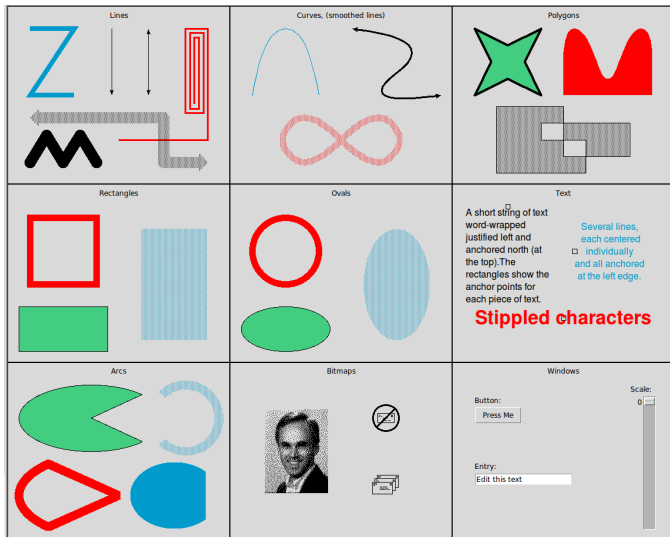 Lines
Curves, (smoothed lines)
Polygons
Rectangles
Ovals
Text
A short string of text
word-wrapped
justified left and
anchored north (at
the top).The
rectangles show the
anchor points for
each piece of text.
Several lines,
each centered
individually
and all anchored
at the left edge.
Stippled characters
Arcs
Bitmaps
Windows
Button:
Press Me
Entry:
Edit this text
Scale:
0